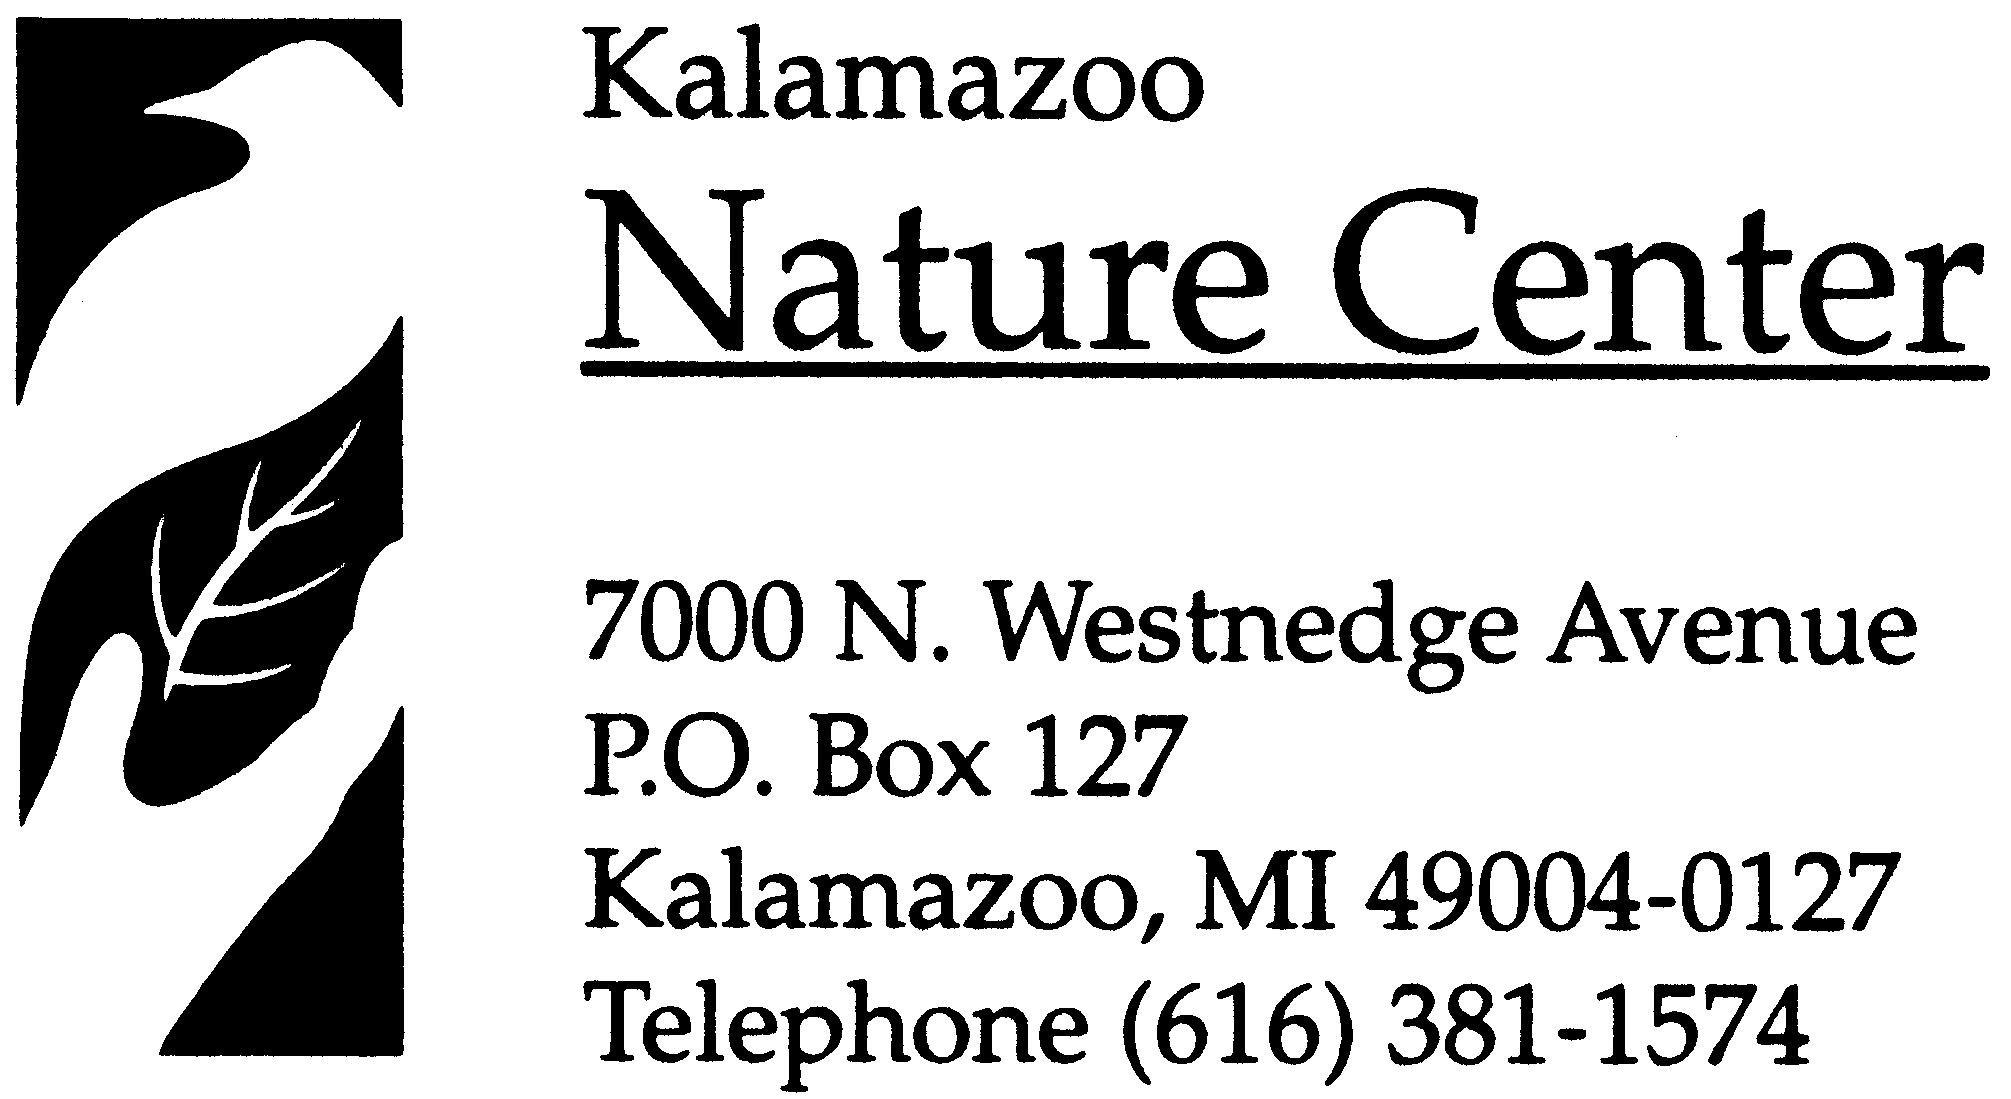 Kalamazoo
Nature Center
7000 N. Westnedge Avenue
P.O. Box 127
Kalamazoo, MI 49004-0127
Telephone (616) 381-1574